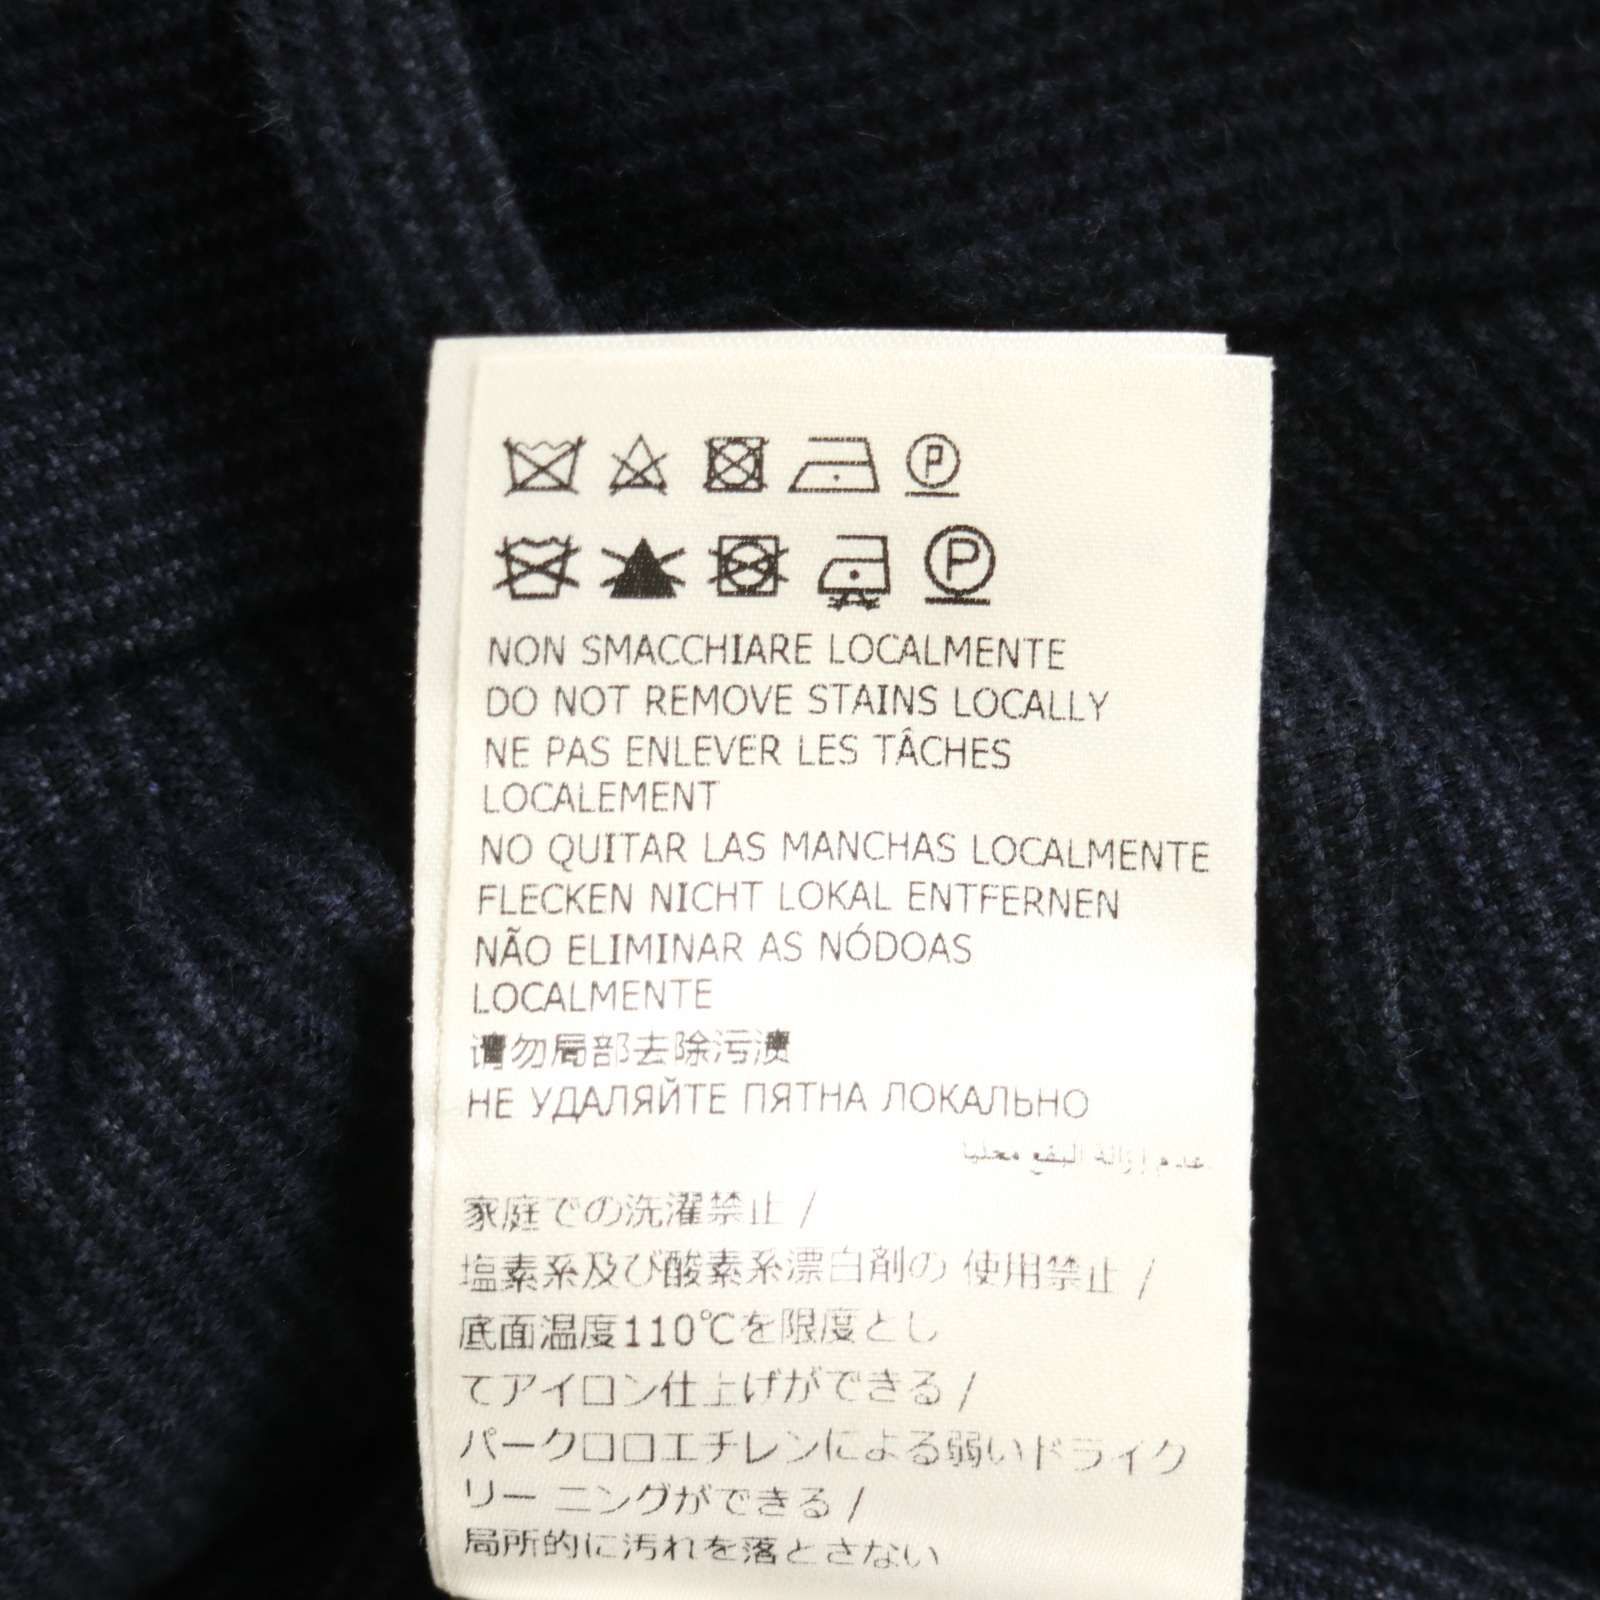 P
P
NON SMACCHIARE LOCALMENTE
DO NOT REMOVE STAINS LOCALLY
NE PAS ENLEVER LES TÂCHES
LOCALEMENT
NO QUITAR LAS MANCHAS LOCALMENTE
FLECKEN NICHT LOKAL ENTFERNEN
NÃO ELIMINAR AS NÓDOAS
LOCALMENTE
请勿局部去除污渍
НЕ УДАЛЯЙТЕ ПЯТНА ЛОКАЛЬНО
عدم إزالة البقع محليا
家庭での洗濯禁止 /
塩素系及び酸素系漂白剤の 使用禁止 /
底面温度110℃を限度とし
てアイロン仕上げができる /
パークロロエチレンによる弱いドライク
リー ニングができる /
局所的に汚れを落とさない